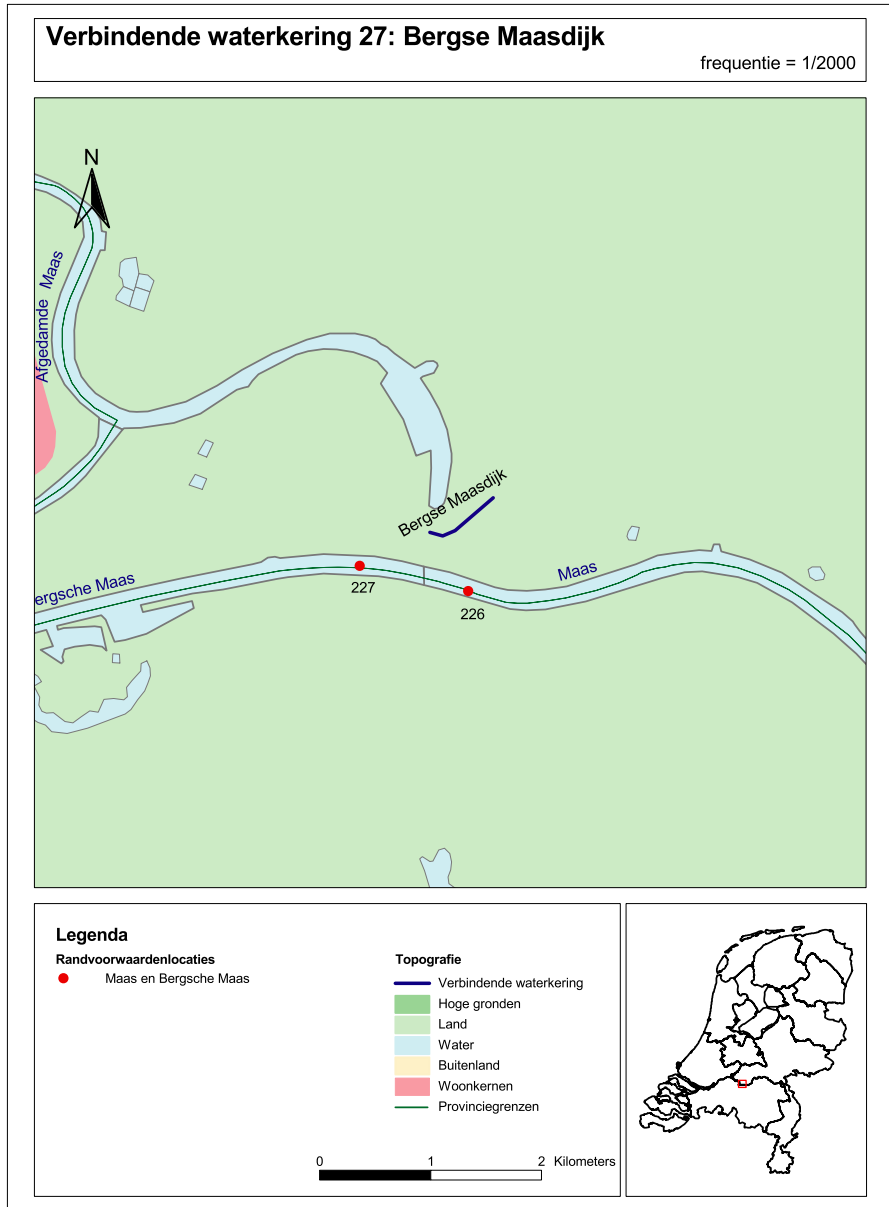 Verbindende waterkering 27: Bergse Maasdijk
frequentie = 1/2000
N
Afgedamde Maas
Bergse Maasdijk
Maas
ergsche Maas
227
226
Legenda
Randvoorwaardenlocaties
Maas en Bergsche Maas
Topografie
Verbindende waterkering
Hoge gronden
Land
Water
Buitenland
Woonkernen
Provinciegrenzen
0 1 2 Kilometers